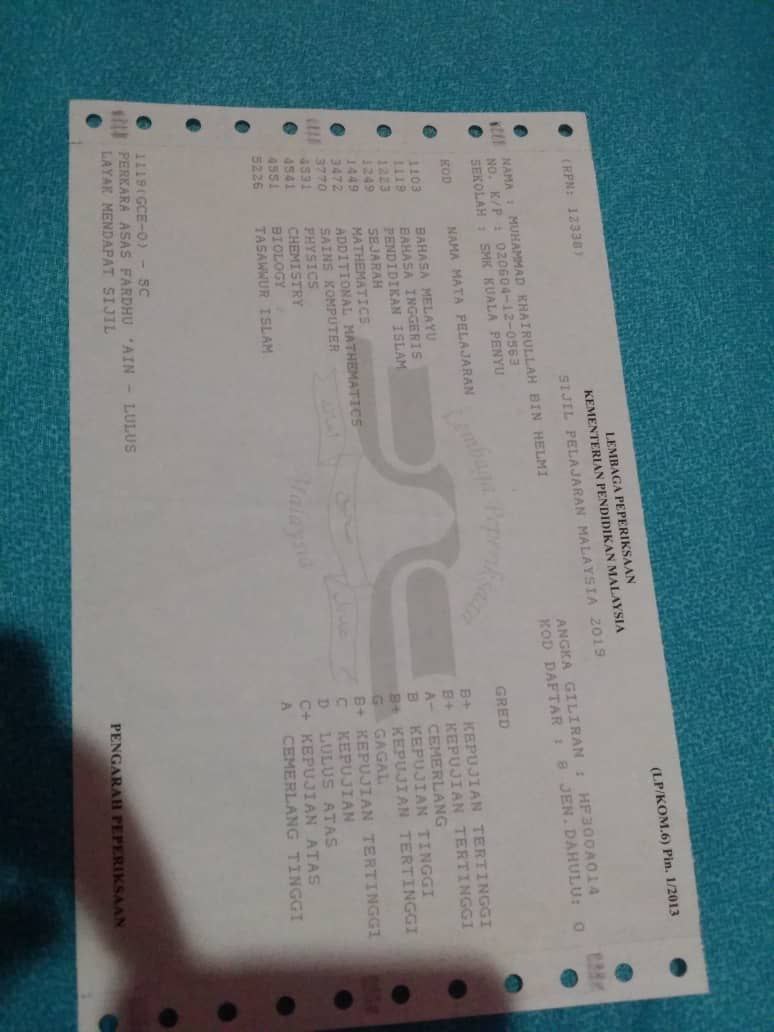 (LP/KOM.6) Pin. 1/2013
LEMBAGA PEPERIKSAAN
KEMENTERIAN PENDIDIKAN MALAYSIA
(RPN: 12338)
SIJIL PELAJARAN MALAYSIA 2019
NAMA : MUHAMMAD KHAIRULLAH BIN HELMI ANGKA GILIRAN : HF300A014
NO. K/P : 020604-12-0563 KOD DAFTAR : 8 JEN.DAHULU: 0
SEKOLAH : SMK KUALA PENYU
KOD NAMA MATA PELAJARAN GRED
1103 BAHASA MELAYU B+ KEPUJIAN TERTINGGI
1119 BAHASA INGGERIS B+ KEPUJIAN TERTINGGI
1223 PENDIDIKAN ISLAM A- CEMERLANG
1249 SEJARAH B KEPUJIAN TINGGI
1449 MATHEMATICS B+ KEPUJIAN TERTINGGI
3472 ADDITIONAL MATHEMATICS G GAGAL
3770 SAINS KOMPUTER B+ KEPUJIAN TERTINGGI
4531 PHYSICS C KEPUJIAN
4541 CHEMISTRY D LULUS ATAS
4551 BIOLOGY C+ KEPUJIAN ATAS
5226 TASAWWUR ISLAM A CEMERLANG TINGGI
Lembaga Peperiksaan
Malaysia
1119(GCE-O) - 5C
PERKARA ASAS FARDHU 'AIN - LULUS
LAYAK MENDAPAT SIJIL
PENGARAH PEPERIKSAAN